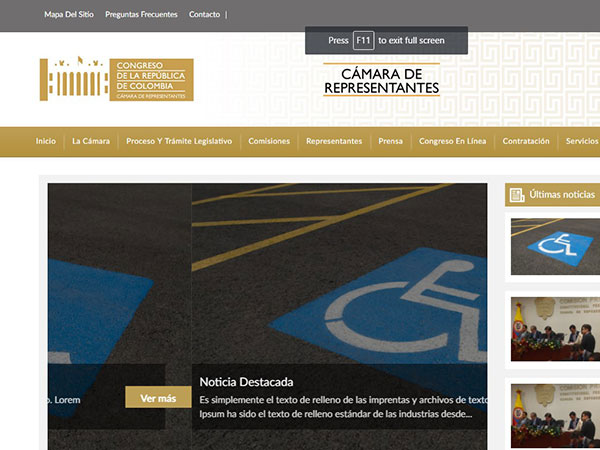 Mapa Del Sitio Preguntas Frecuentes Contacto |
Press F11 to exit full screen
CONGRESO
DE LA REPÚBLICA
DE COLOMBIA
CÁMARA DE REPRESENTANTES
CÁMARA DE
REPRESENTANTES
Inicio La Cámara Proceso Y Trámite Legislativo Comisiones Representantes Prensa Congreso En Línea Contratación Servicios
Últimas noticias
o. Lorem
Ver más
Noticia Destacada
Es simplemente el texto de relleno de las imprentas y archivos de texto
Ipsum ha sido el texto de relleno estándar de las industrias desde...